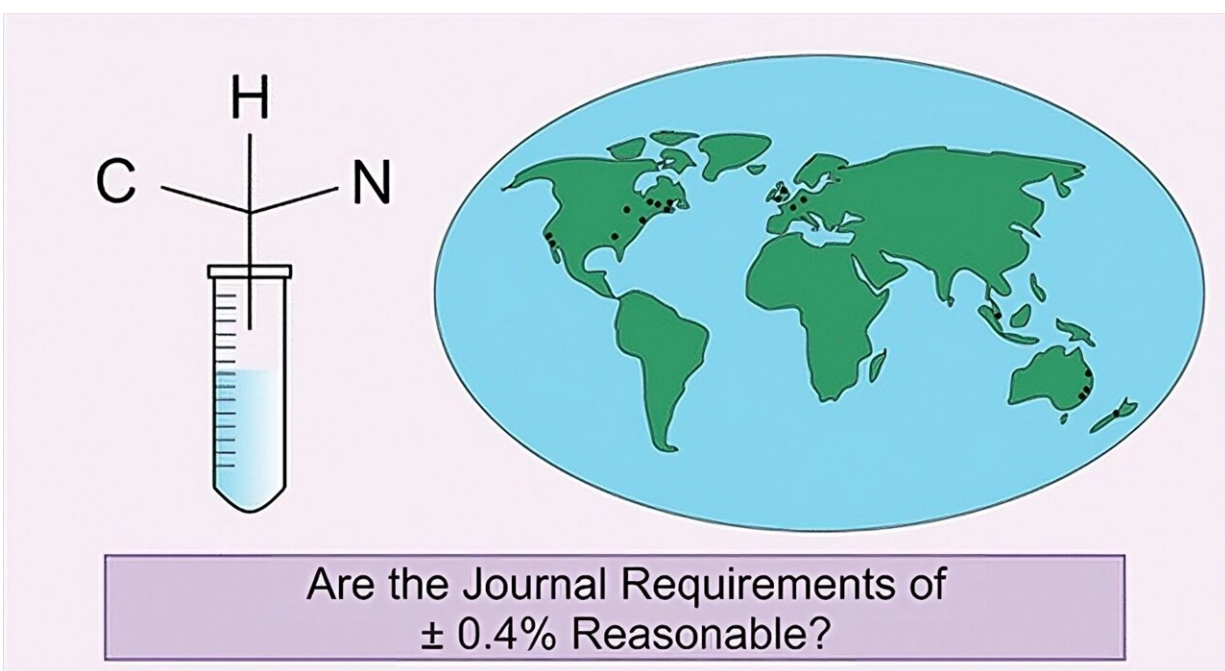 H
C
N
Are the Journal Requirements of
± 0.4% Reasonable?